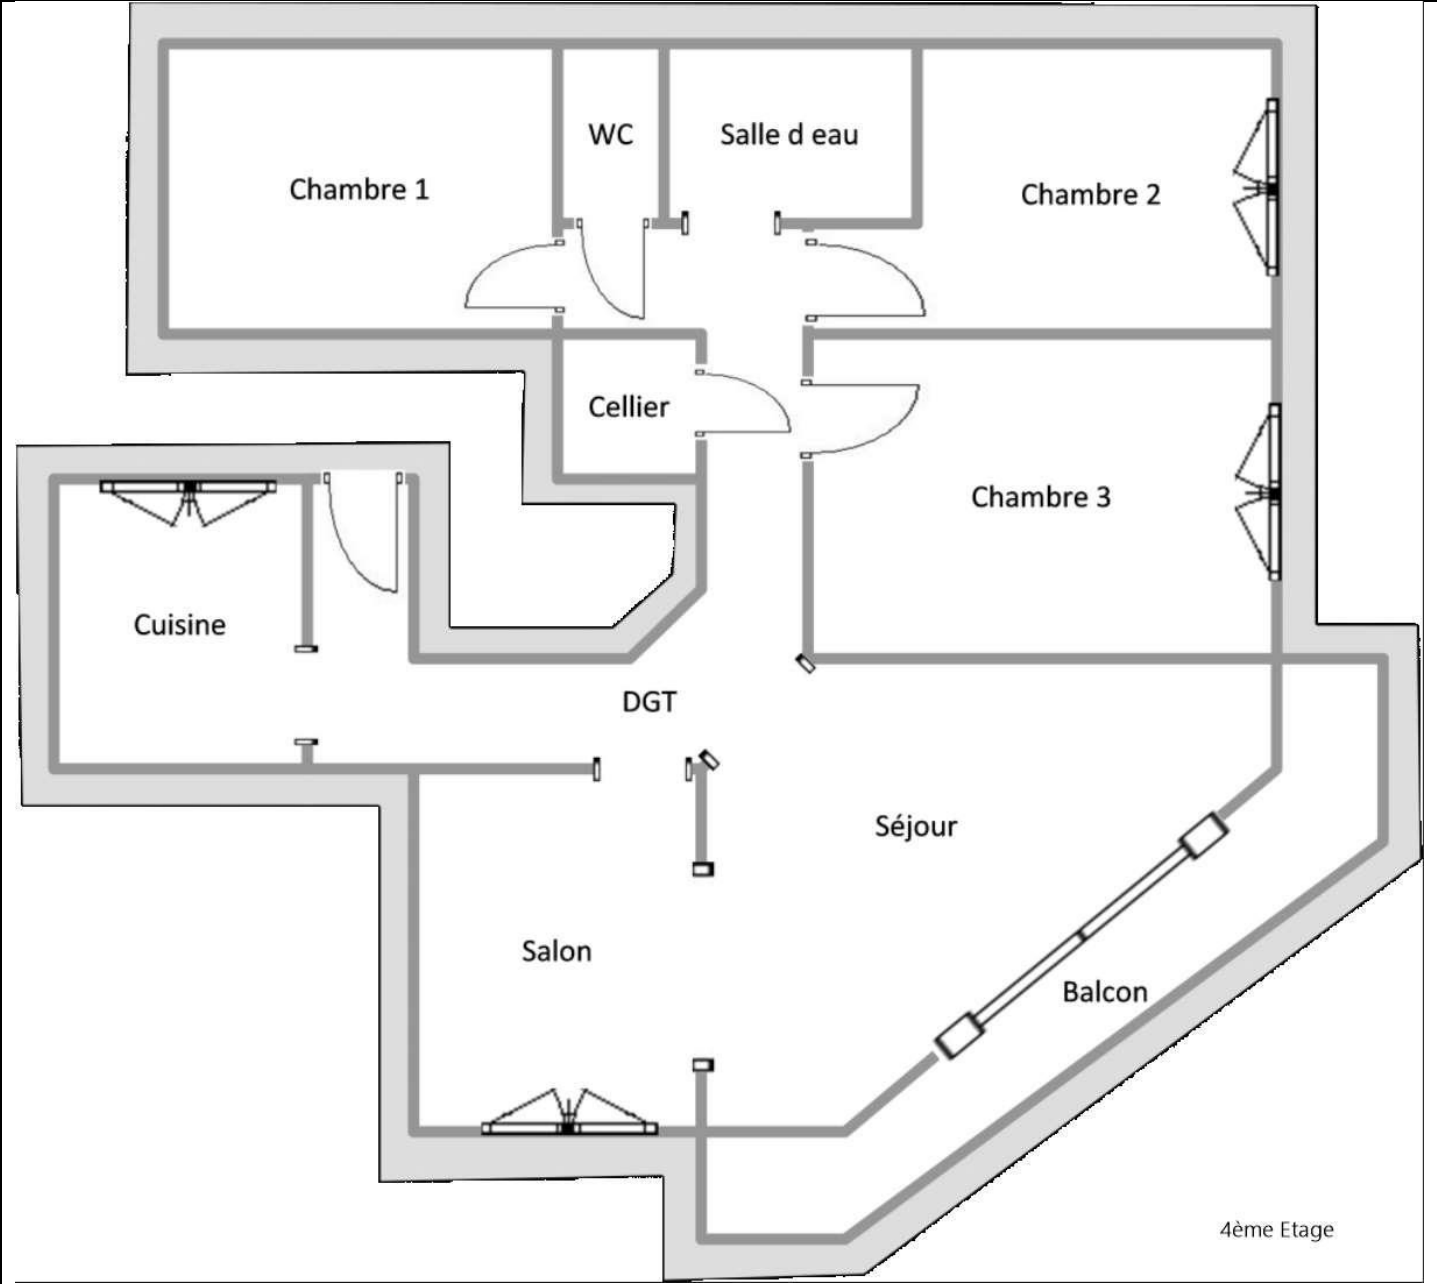 WC
Salle d eau
Chambre 1
Chambre 2
Cellier
Chambre 3
Cuisine
DGT
Séjour
Salon
Balcon
4ème Etage